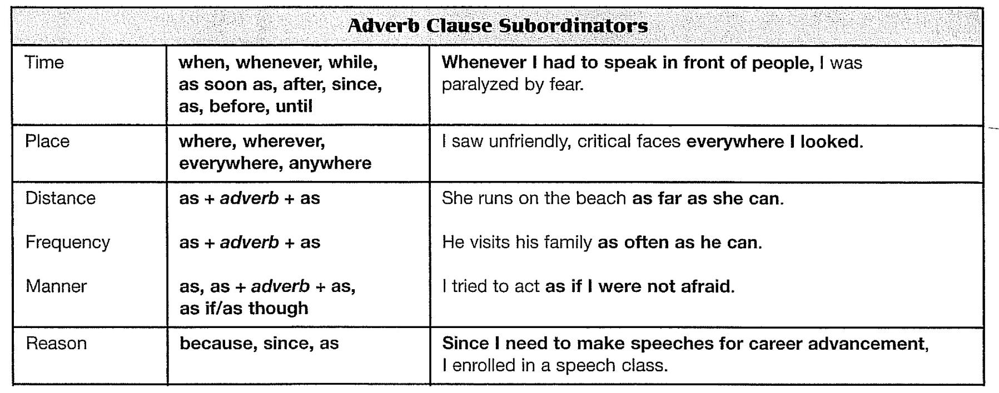 Adverb Clause Subordinators
Time
when, whenever, while,
as soon as, after, since,
as, before, until
Whenever I had to speak in front of people, I was
paralyzed by fear.
Place
where, wherever,
everywhere, anywhere
I saw unfriendly, critical faces everywhere I looked.
Distance
as + adverb + as
She runs on the beach as far as she can.
Frequency
as + adverb + as
He visits his family as often as he can.
Manner
as, as + adverb + as,
as if/as though
I tried to act as if I were not afraid.
Reason
because, since, as
Since I need to make speeches for career advancement,
I enrolled in a speech class.